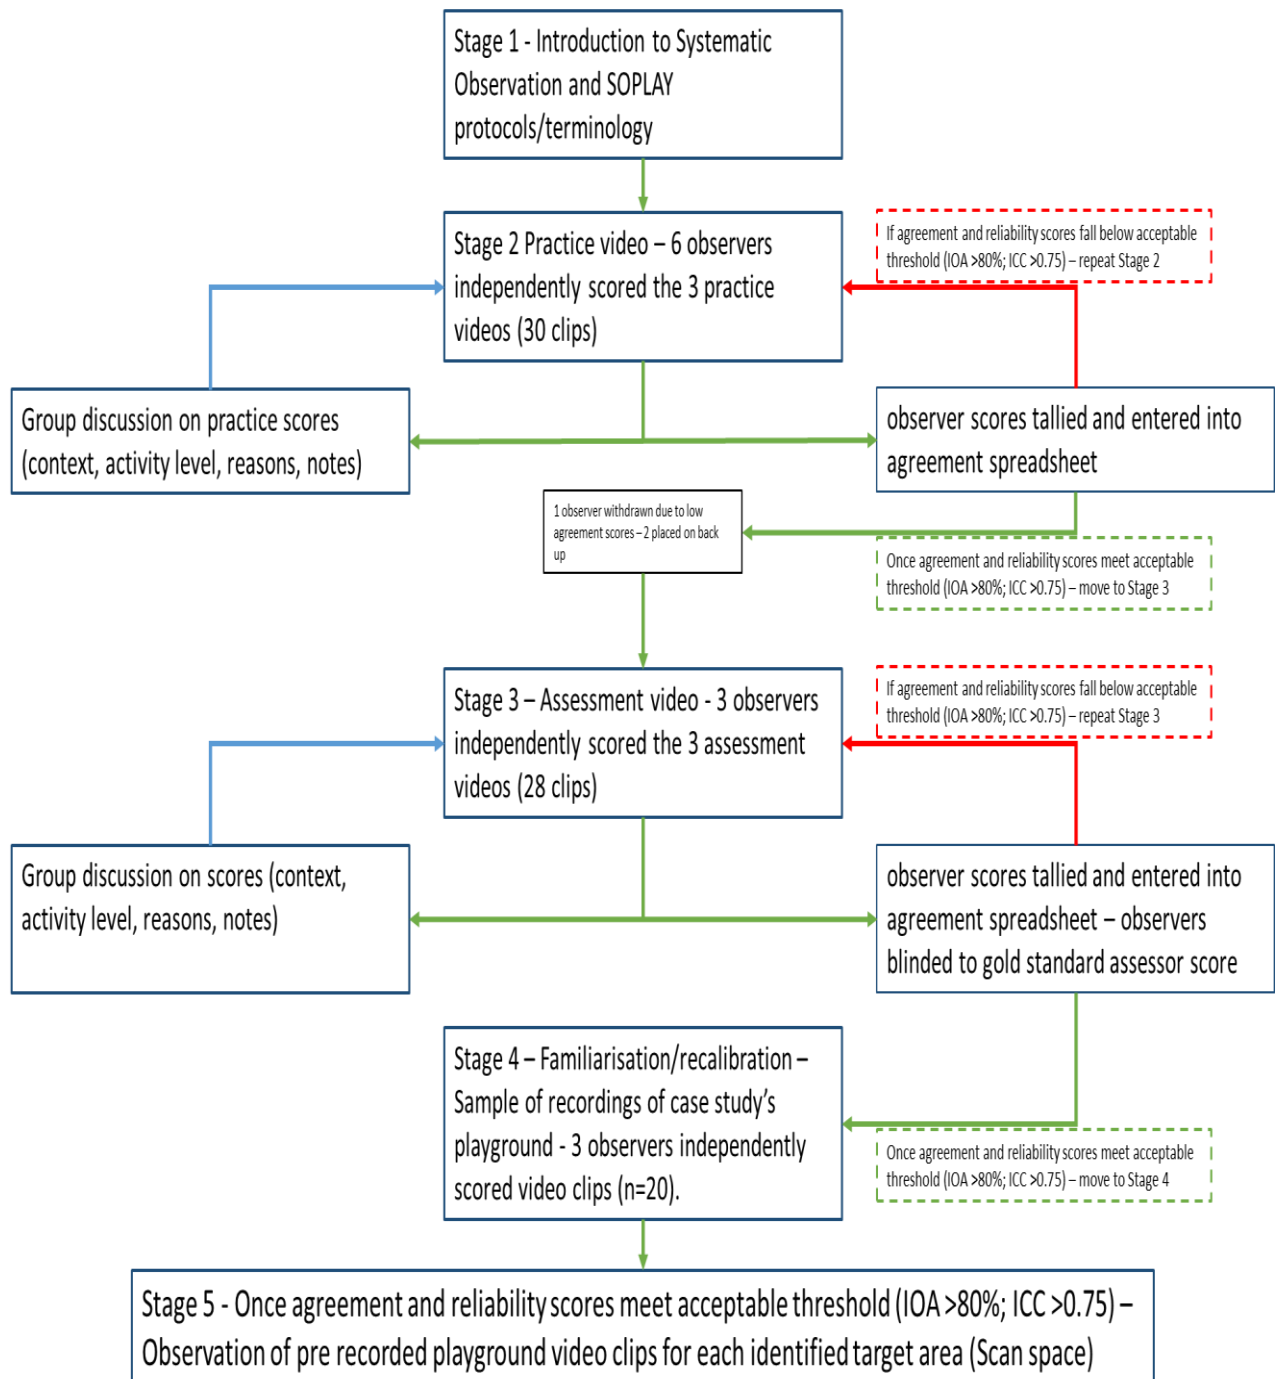 Stage 1 - Introduction to Systematic
Observation and SOPLAY
protocols/terminology
Stage 2 Practice video – 6 observers
independently scored the 3 practice
videos (30 clips)
If agreement and reliability scores fall below acceptable
threshold (IOA >80%; ICC >0.75) – repeat Stage 2
Group discussion on practice scores
(context, activity level, reasons, notes)
observer scores tallied and entered into
agreement spreadsheet
1 observer withdrawn due to low
agreement scores – 2 placed on back
up
Once agreement and reliability scores meet acceptable
threshold (IOA >80%; ICC >0.75) – move to Stage 3
Stage 3 – Assessment video - 3 observers
independently scored the 3 assessment
videos (28 clips)
If agreement and reliability scores fall below acceptable
threshold (IOA >80%; ICC >0.75) – repeat Stage 3
Group discussion on scores (context,
activity level, reasons, notes)
observer scores tallied and entered into
agreement spreadsheet – observers
blinded to gold standard assessor score
Stage 4 – Familiarisation/recalibration –
Sample of recordings of case study's
playground - 3 observers independently
scored video clips (n=20).
Once agreement and reliability scores meet acceptable
threshold (IOA >80%; ICC >0.75) – move to Stage 4
Stage 5 - Once agreement and reliability scores meet acceptable threshold (IOA >80%; ICC >0.75) –
Observation of pre recorded playground video clips for each identified target area (Scan space)